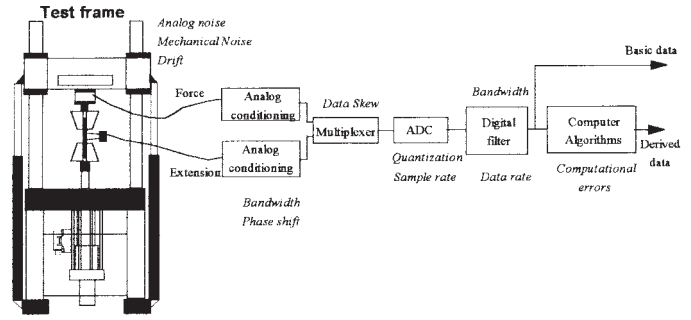 Test frame
Analog noise
Mechanical Noise
Drift
Force
Extension
Analog
conditioning
Analog
conditioning
Bandwidth
Phase shift
Data Skew
Multiplexer
ADC
Quantization
Sample rate
Bandwidth
Digital
filter
Data rate
Computer
Algorithms
Computational
errors
Basic data
Derived
data